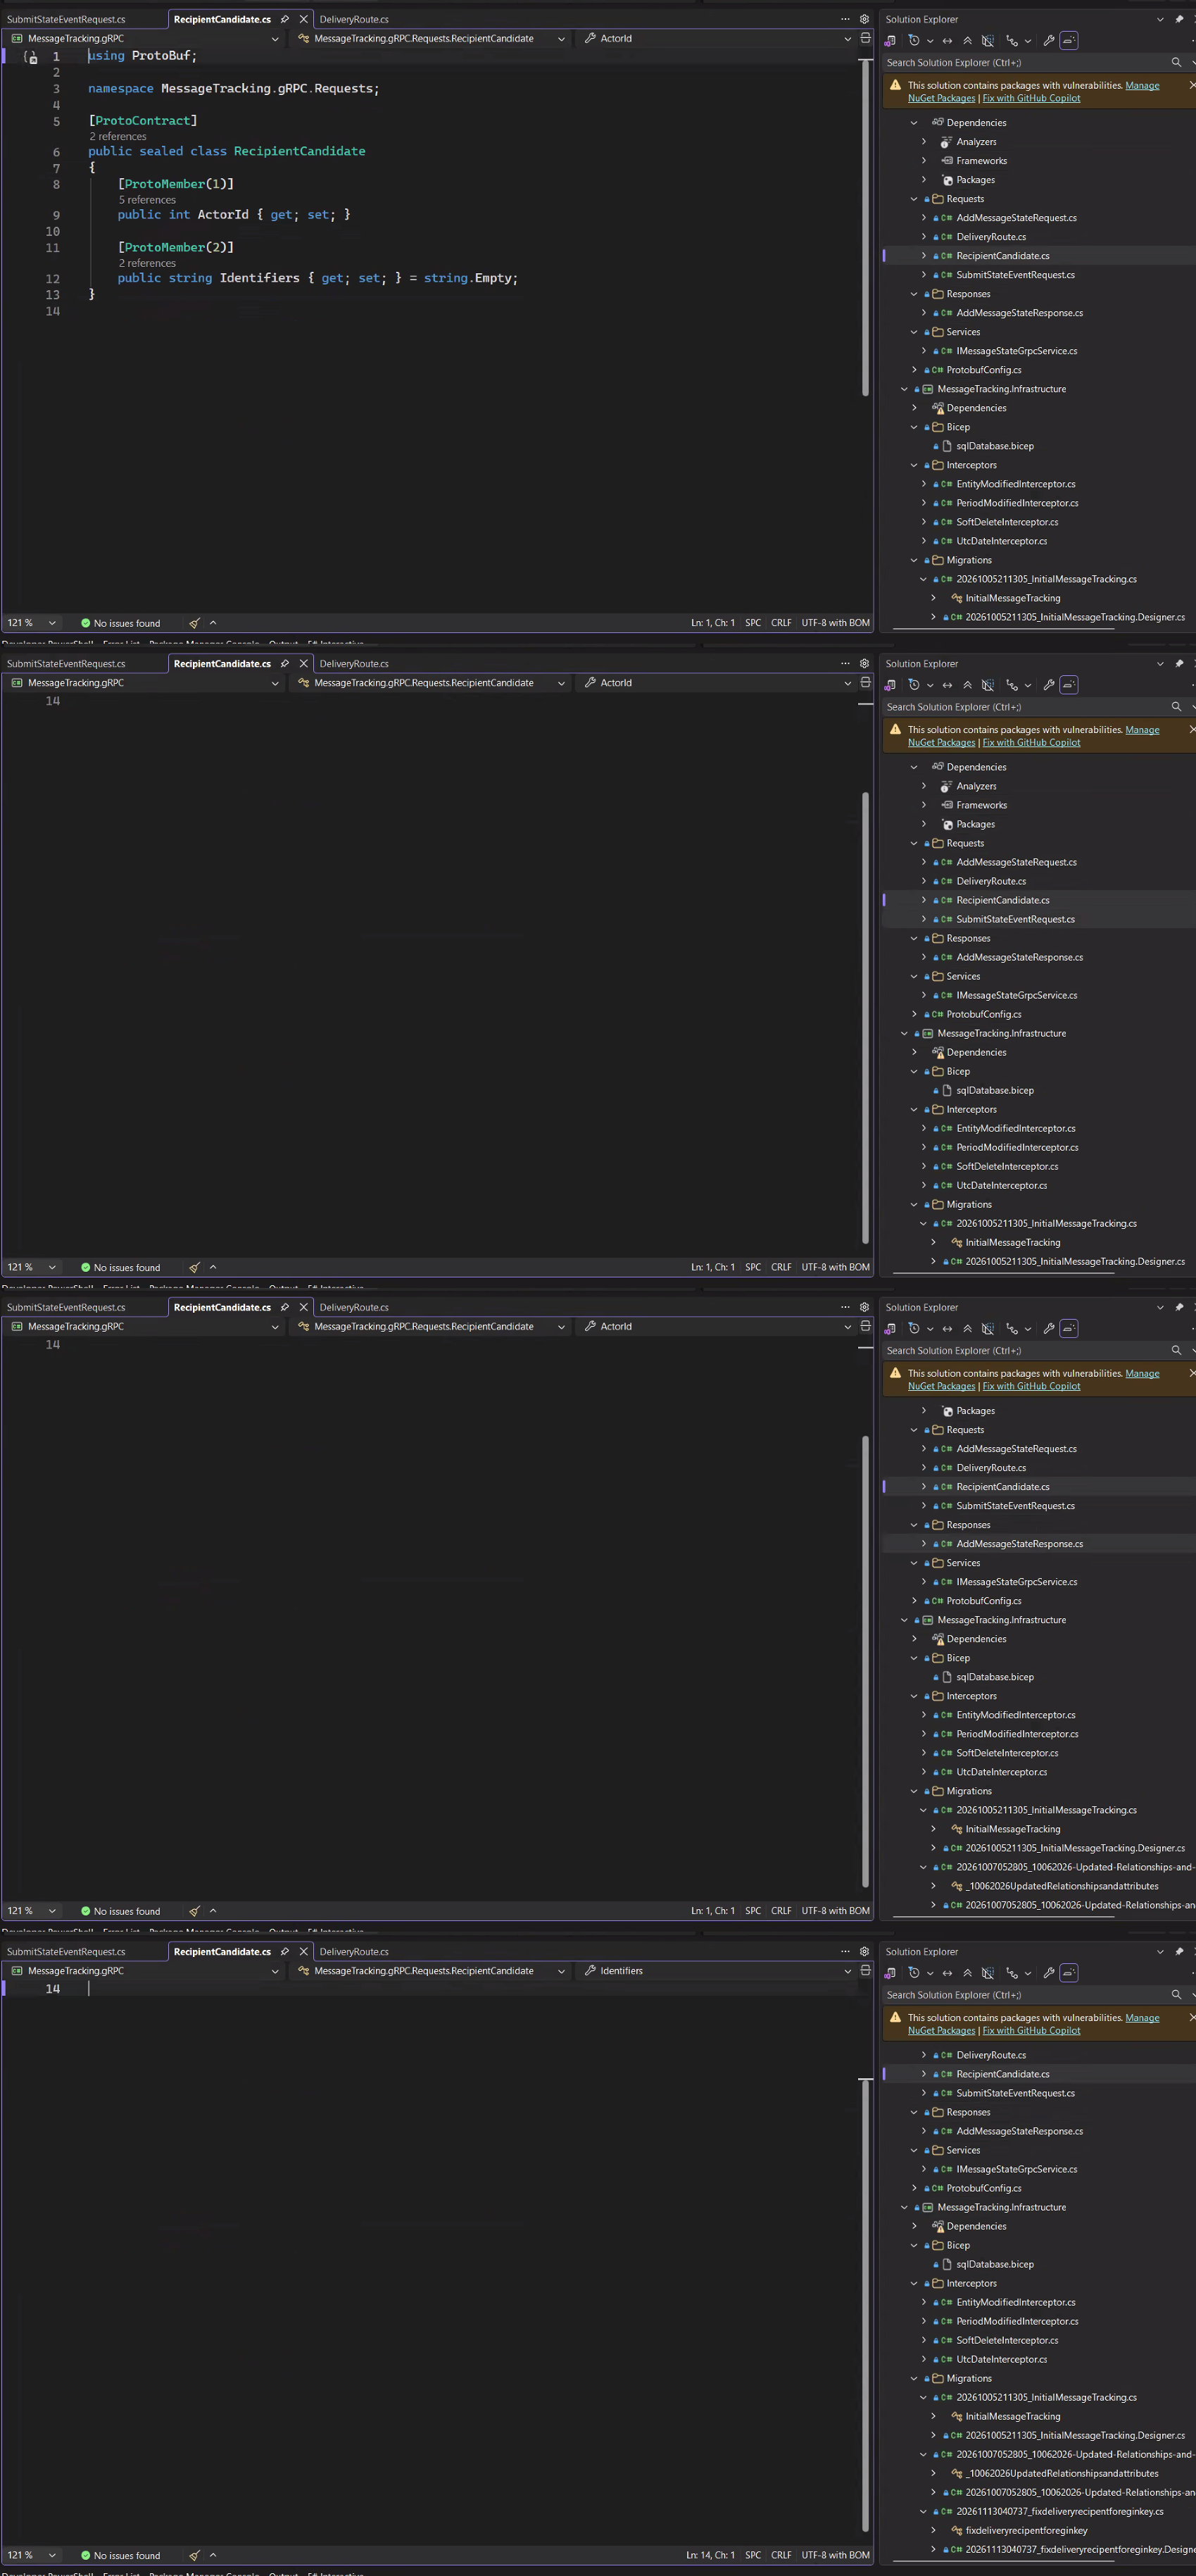 SubmitStateEventRequest.cs RecipientCandidate.cs DeliveryRoute.cs
MessageTracking.gRPC MessageTracking.gRPC.Requests.RecipientCandidate ActorId
1 using ProtoBuf;
2
3 namespace MessageTracking.gRPC.Requests;
4
5 [ProtoContract]
2 references
6 public sealed class RecipientCandidate
7 {
8 [ProtoMember(1)]
5 references
9 public int ActorId { get; set; }
10
11 [ProtoMember(2)]
2 references
12 public string Identifiers { get; set; } = string.Empty;
13 }
14
121 % No issues found Ln: 1, Ch: 1 SPC CRLF UTF-8 with BOM
Solution Explorer
Search Solution Explorer (Ctrl+;)
This solution contains packages with vulnerabilities. Manage
NuGet Packages | Fix with GitHub Copilot
Dependencies
Analyzers
Frameworks
Packages
Requests
C# AddMessageStateRequest.cs
C# DeliveryRoute.cs
C# RecipientCandidate.cs
C# SubmitStateEventRequest.cs
Responses
C# AddMessageStateResponse.cs
Services
C# IMessageStateGrpcService.cs
C# ProtobufConfig.cs
MessageTracking.Infrastructure
Dependencies
Bicep
sqlDatabase.bicep
Interceptors
C# EntityModifiedInterceptor.cs
C# PeriodModifiedInterceptor.cs
C# SoftDeleteInterceptor.cs
C# UtcDateInterceptor.cs
Migrations
C# 20261005211305_InitialMessageTracking.cs
InitialMessageTracking
C# 20261005211305_InitialMessageTracking.Designer.cs
SubmitStateEventRequest.cs RecipientCandidate.cs DeliveryRoute.cs
MessageTracking.gRPC MessageTracking.gRPC.Requests.RecipientCandidate ActorId
14
121 % No issues found Ln: 1, Ch: 1 SPC CRLF UTF-8 with BOM
Solution Explorer
Search Solution Explorer (Ctrl+;)
This solution contains packages with vulnerabilities. Manage
NuGet Packages | Fix with GitHub Copilot
Dependencies
Analyzers
Frameworks
Packages
Requests
C# AddMessageStateRequest.cs
C# DeliveryRoute.cs
C# RecipientCandidate.cs
C# SubmitStateEventRequest.cs
Responses
C# AddMessageStateResponse.cs
Services
C# IMessageStateGrpcService.cs
C# ProtobufConfig.cs
MessageTracking.Infrastructure
Dependencies
Bicep
sqlDatabase.bicep
Interceptors
C# EntityModifiedInterceptor.cs
C# PeriodModifiedInterceptor.cs
C# SoftDeleteInterceptor.cs
C# UtcDateInterceptor.cs
Migrations
C# 20261005211305_InitialMessageTracking.cs
InitialMessageTracking
C# 20261005211305_InitialMessageTracking.Designer.cs
SubmitStateEventRequest.cs RecipientCandidate.cs DeliveryRoute.cs
MessageTracking.gRPC MessageTracking.gRPC.Requests.RecipientCandidate ActorId
14
121 % No issues found Ln: 1, Ch: 1 SPC CRLF UTF-8 with BOM
Solution Explorer
Search Solution Explorer (Ctrl+;)
This solution contains packages with vulnerabilities. Manage
NuGet Packages | Fix with GitHub Copilot
Packages
Requests
C# AddMessageStateRequest.cs
C# DeliveryRoute.cs
C# RecipientCandidate.cs
C# SubmitStateEventRequest.cs
Responses
C# AddMessageStateResponse.cs
Services
C# IMessageStateGrpcService.cs
C# ProtobufConfig.cs
MessageTracking.Infrastructure
Dependencies
Bicep
sqlDatabase.bicep
Interceptors
C# EntityModifiedInterceptor.cs
C# PeriodModifiedInterceptor.cs
C# SoftDeleteInterceptor.cs
C# UtcDateInterceptor.cs
Migrations
C# 20261005211305_InitialMessageTracking.cs
InitialMessageTracking
C# 20261005211305_InitialMessageTracking.Designer.cs
C# 20261007052805_10062026-Updated-Relationships-and-
_10062026UpdatedRelationshipsandattributes
C# 20261007052805_10062026-Updated-Relationships-an
SubmitStateEventRequest.cs RecipientCandidate.cs DeliveryRoute.cs
MessageTracking.gRPC MessageTracking.gRPC.Requests.RecipientCandidate Identifiers
14
121 % No issues found Ln: 14, Ch: 1 SPC CRLF UTF-8 with BOM
Solution Explorer
Search Solution Explorer (Ctrl+;)
This solution contains packages with vulnerabilities. Manage
NuGet Packages | Fix with GitHub Copilot
C# DeliveryRoute.cs
C# RecipientCandidate.cs
C# SubmitStateEventRequest.cs
Responses
C# AddMessageStateResponse.cs
Services
C# IMessageStateGrpcService.cs
C# ProtobufConfig.cs
MessageTracking.Infrastructure
Dependencies
Bicep
sqlDatabase.bicep
Interceptors
C# EntityModifiedInterceptor.cs
C# PeriodModifiedInterceptor.cs
C# SoftDeleteInterceptor.cs
C# UtcDateInterceptor.cs
Migrations
C# 20261005211305_InitialMessageTracking.cs
InitialMessageTracking
C# 20261005211305_InitialMessageTracking.Designer.cs
C# 20261007052805_10062026-Updated-Relationships-and-
_10062026UpdatedRelationshipsandattributes
C# 20261007052805_10062026-Updated-Relationships-an
C# 20261113040737_fixdeliveryrecipentforeginkey.cs
fixdeliveryrecipentforeginkey
C# 20261113040737_fixdeliveryrecipentforeginkey.Designe